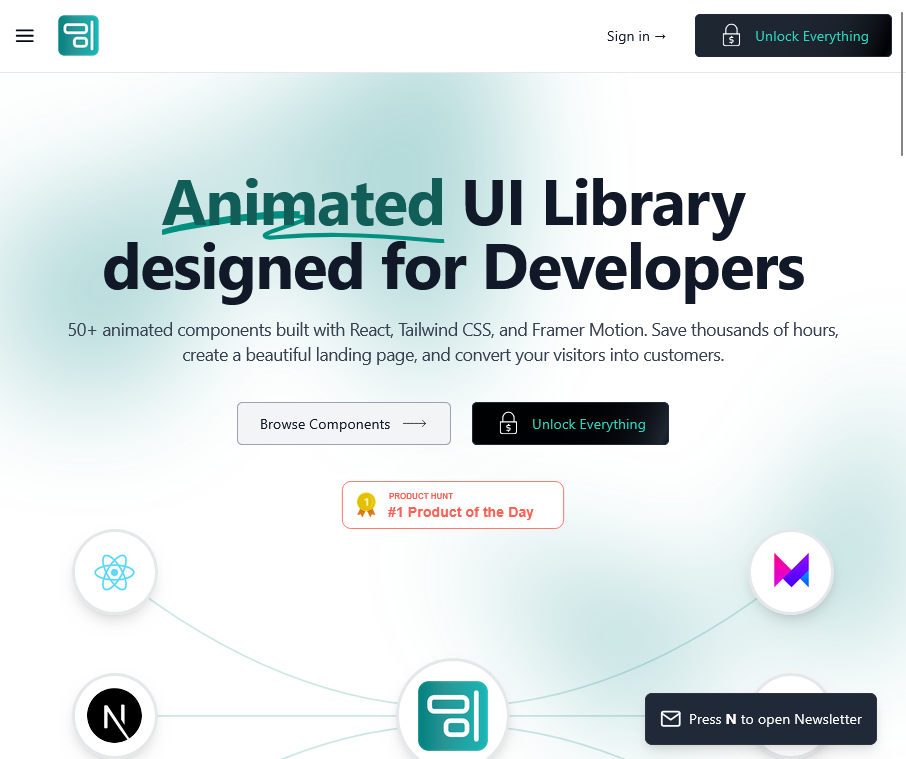 Sign in →
Unlock Everything
Animated UI Library
designed for Developers
50+ animated components built with React, Tailwind CSS, and Framer Motion. Save thousands of hours,
create a beautiful landing page, and convert your visitors into customers.
Browse Components
Unlock Everything
1
PRODUCT HUNT
#1 Product of the Day
N
Press N to open Newsletter